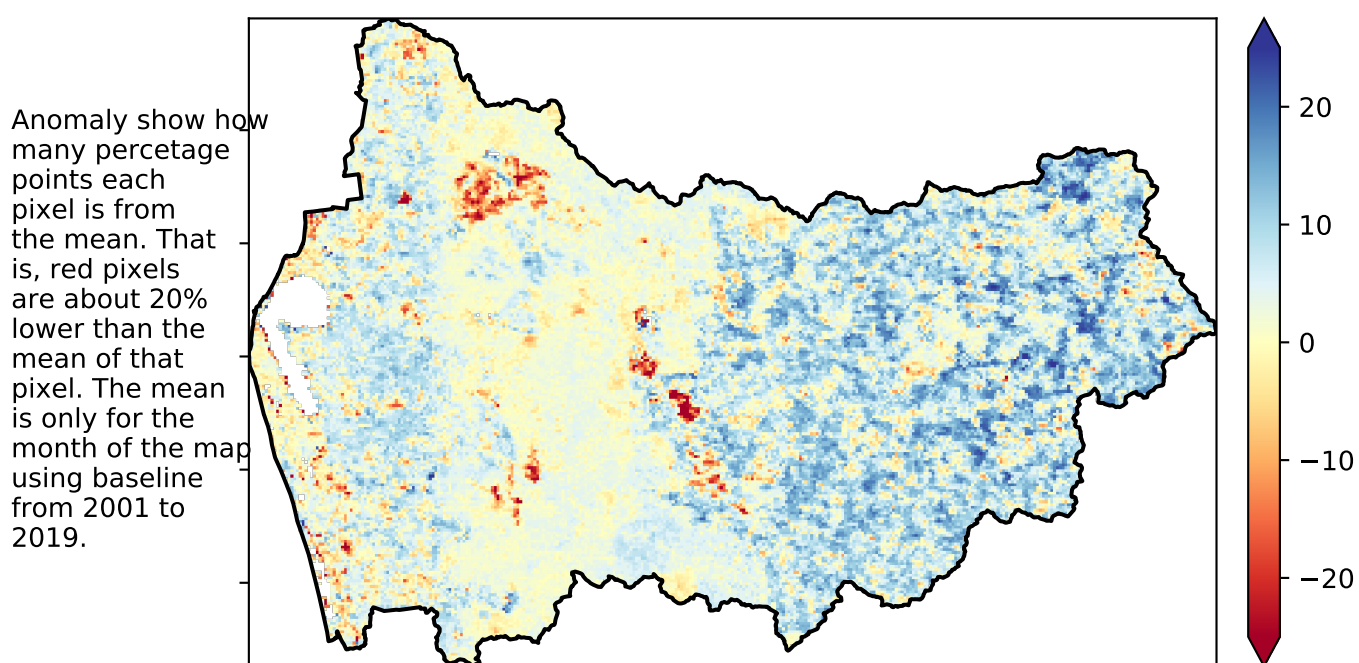 Anomaly show how
many percetage
points each
pixel is from
the mean. That
is, red pixels
are about 20%
lower than the
mean of that
pixel. The mean
is only for the
month of the map
using baseline
from 2001 to
2019.
20
10
0
−10
−20